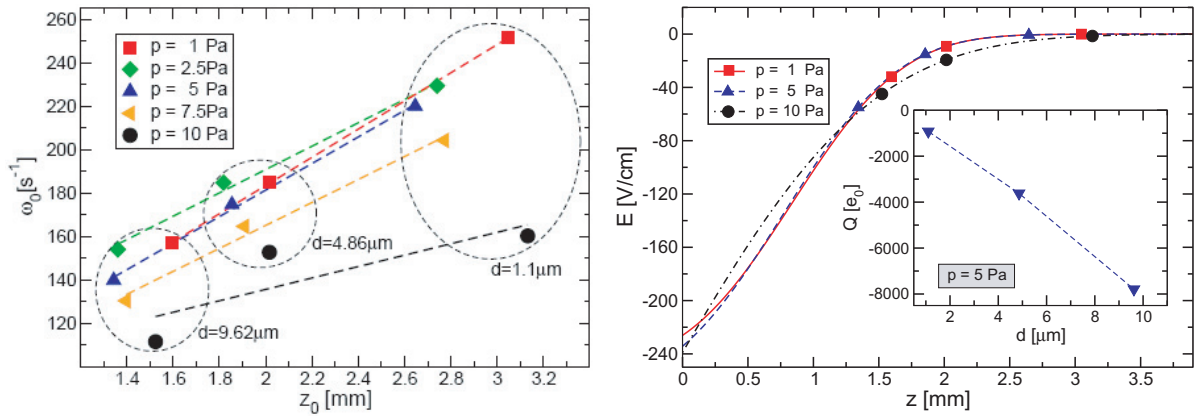 260
240
220
200
180
160
140
120
ω₀[s⁻¹]
p = 1 Pa
p = 2.5Pa
p = 5 Pa
p = 7.5Pa
p = 10 Pa
d=4.86μm
d=1.1μm
d=9.62μm
1.4 1.6 1.8 2 2.2 2.4 2.6 2.8 3 3.2
z₀ [mm]
0
-40
-80
-120
-160
-200
-240
E [V/cm]
p = 1 Pa
p = 5 Pa
p = 10 Pa
0
-2000
-4000
-6000
-8000
Q [e₀]
p = 5 Pa
2 4 6 8 10
d [μm]
0 0.5 1 1.5 2 2.5 3 3.5
z [mm]